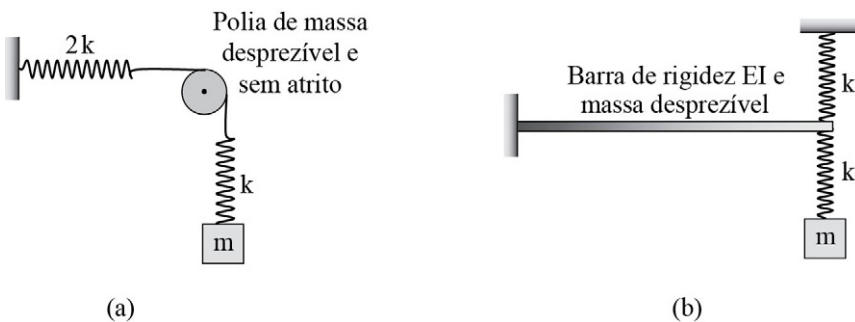 Polia de massa
desprezível e
sem atrito
2k
k
m
(a)
Barra de rigidez EI e
massa desprezível
k
k
m
(b)